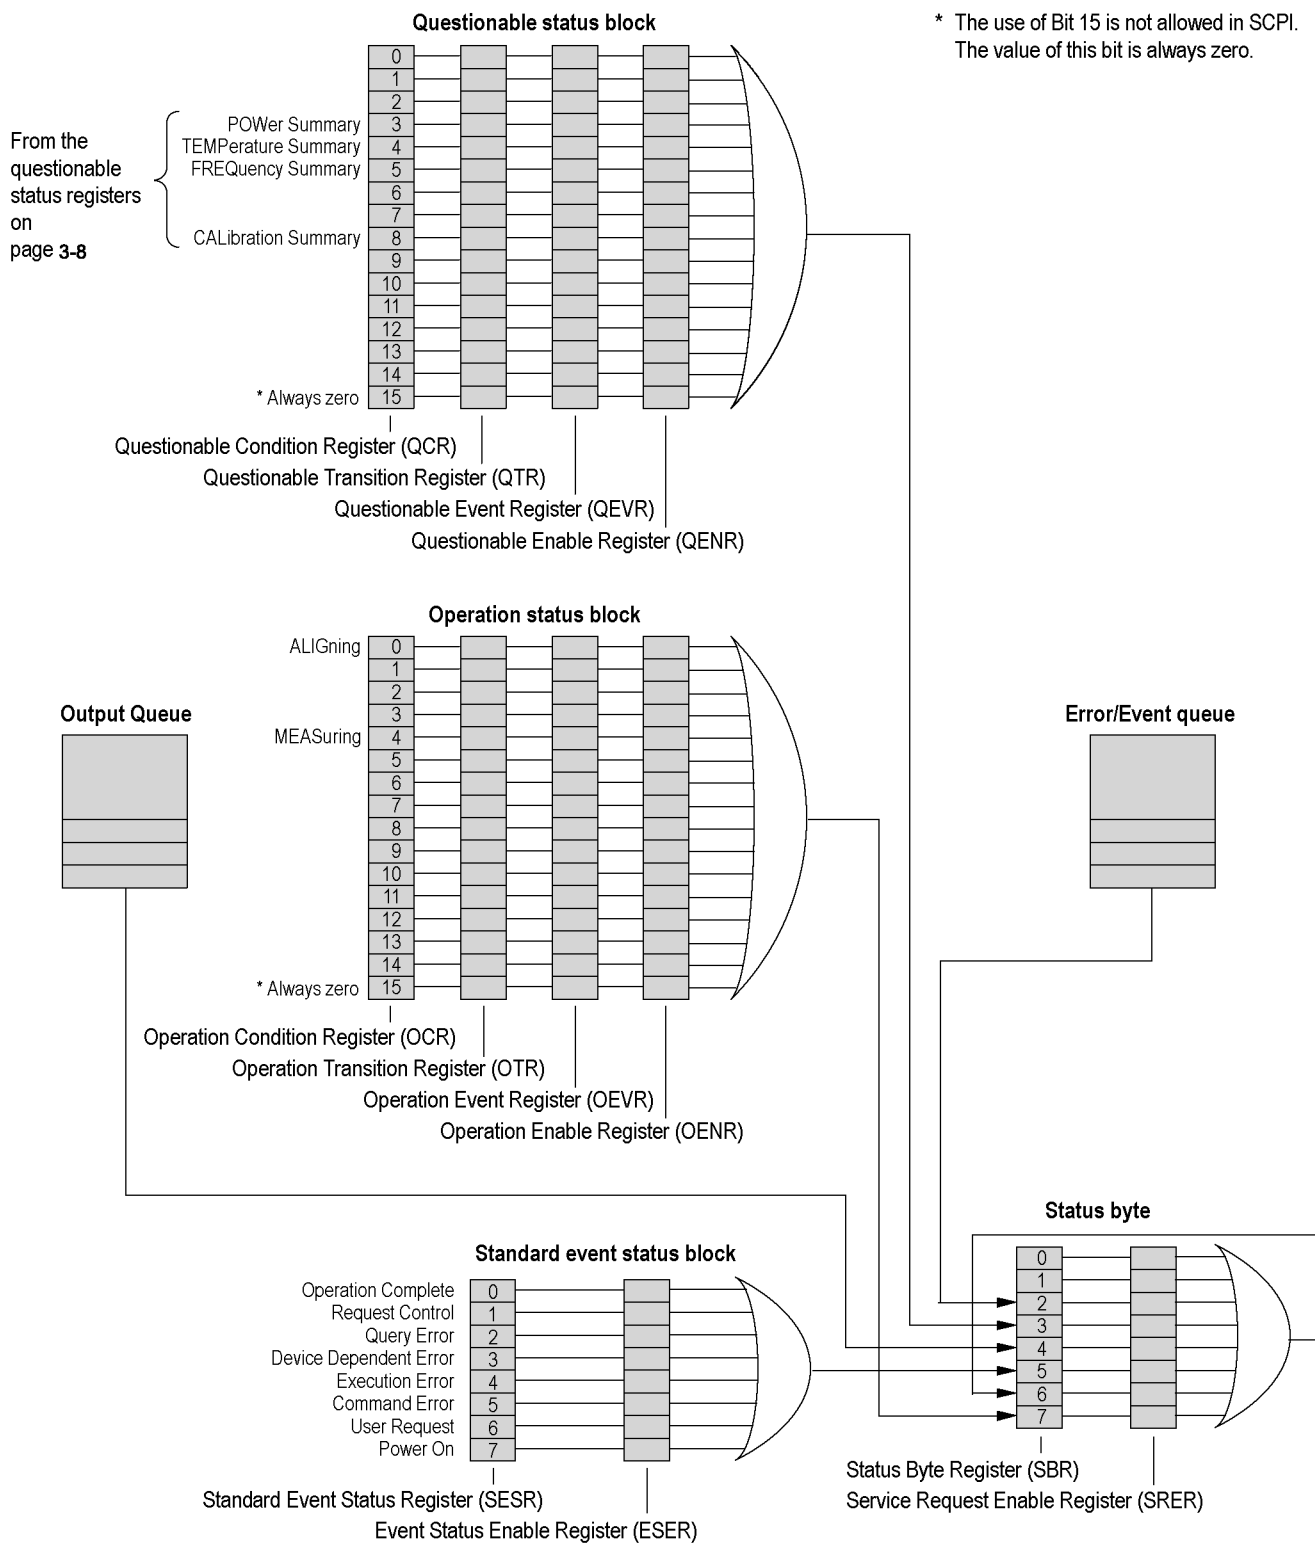 Questionable status block
* The use of Bit 15 is not allowed in SCPI.
The value of this bit is always zero.
From the
questionable
status registers
on
page 3-8
0
1
2
POWer Summary 3
TEMPerature Summary 4
FREQuency Summary 5
6
7
CALibration Summary 8
9
10
11
12
13
14
* Always zero 15
Questionable Condition Register (QCR)
Questionable Transition Register (QTR)
Questionable Event Register (QEVR)
Questionable Enable Register (QENR)
Operation status block
ALIGning 0
1
2
3
MEASuring 4
5
6
7
8
9
10
11
12
13
14
* Always zero 15
Operation Condition Register (OCR)
Operation Transition Register (OTR)
Operation Event Register (OEVR)
Operation Enable Register (OENR)
Output Queue
Error/Event queue
Standard event status block
Operation Complete 0
Request Control 1
Query Error 2
Device Dependent Error 3
Execution Error 4
Command Error 5
User Request 6
Power On 7
Standard Event Status Register (SESR)
Event Status Enable Register (ESER)
Status byte
0
1
2
3
4
5
6
7
Status Byte Register (SBR)
Service Request Enable Register (SRER)